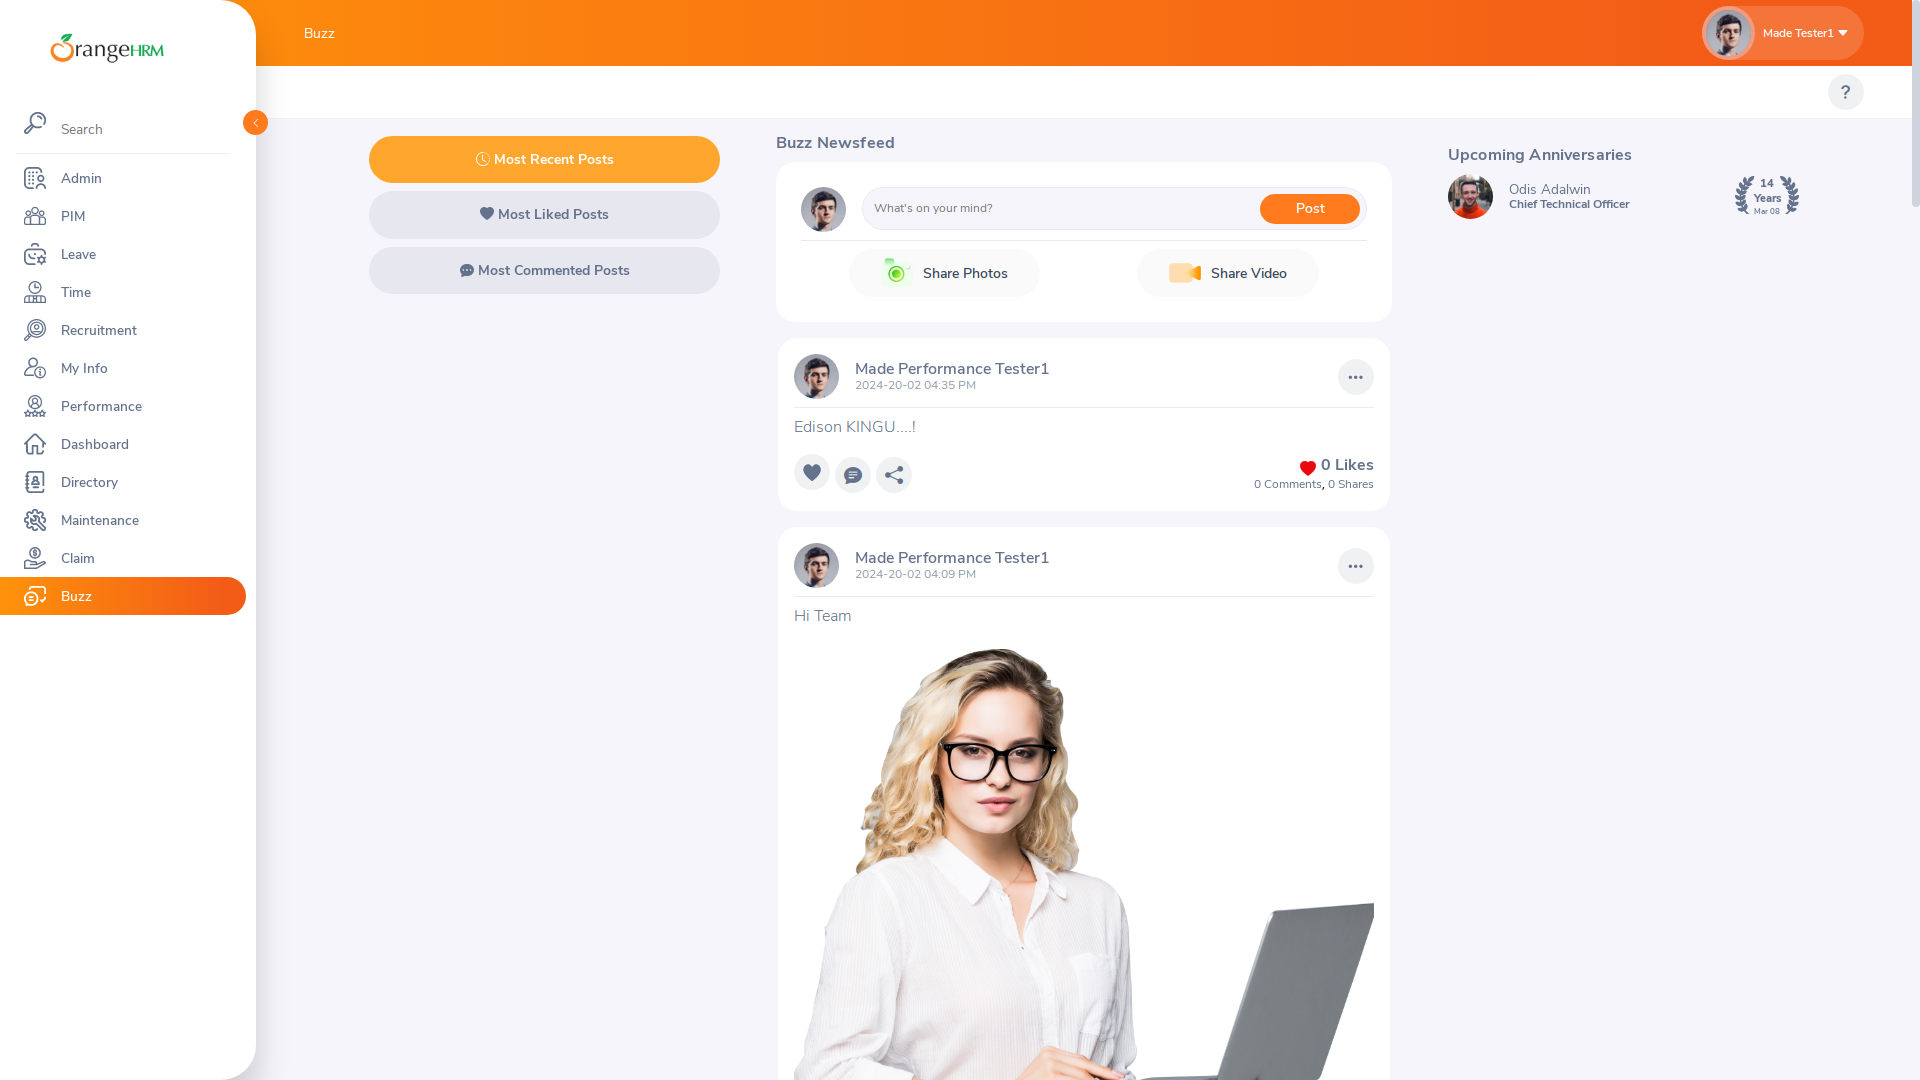 OrangeHRM
Search
Admin
PIM
Leave
Time
Recruitment
My Info
Performance
Dashboard
Directory
Maintenance
Claim
Buzz
Buzz
Made Tester1
?
Most Recent Posts
Most Liked Posts
Most Commented Posts
Buzz Newsfeed
What's on your mind?
Post
Share Photos
Share Video
Made Performance Tester1
2024-20-02 04:35 PM
Edison KINGU....!
0 Likes
0 Comments, 0 Shares
Made Performance Tester1
2024-20-02 04:09 PM
Hi Team
Upcoming Anniversaries
Odis Adalwin
Chief Technical Officer
14
Years
Mar 08